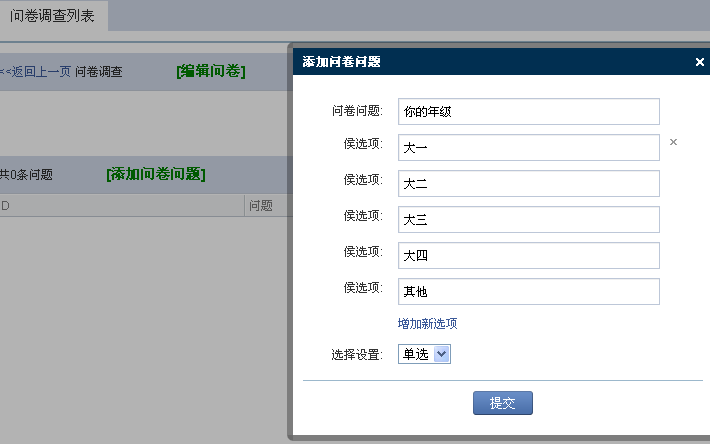 问卷调查列表
<<返回上一页 问卷调查 [编辑问卷]
共0条问题 [添加问卷问题]
D 问题
添加问卷问题 ×
问卷问题: 你的年级
侯选项: 大一 ×
侯选项: 大二
侯选项: 大三
侯选项: 大四
侯选项: 其他
增加新选项
选择设置: 单选
提交